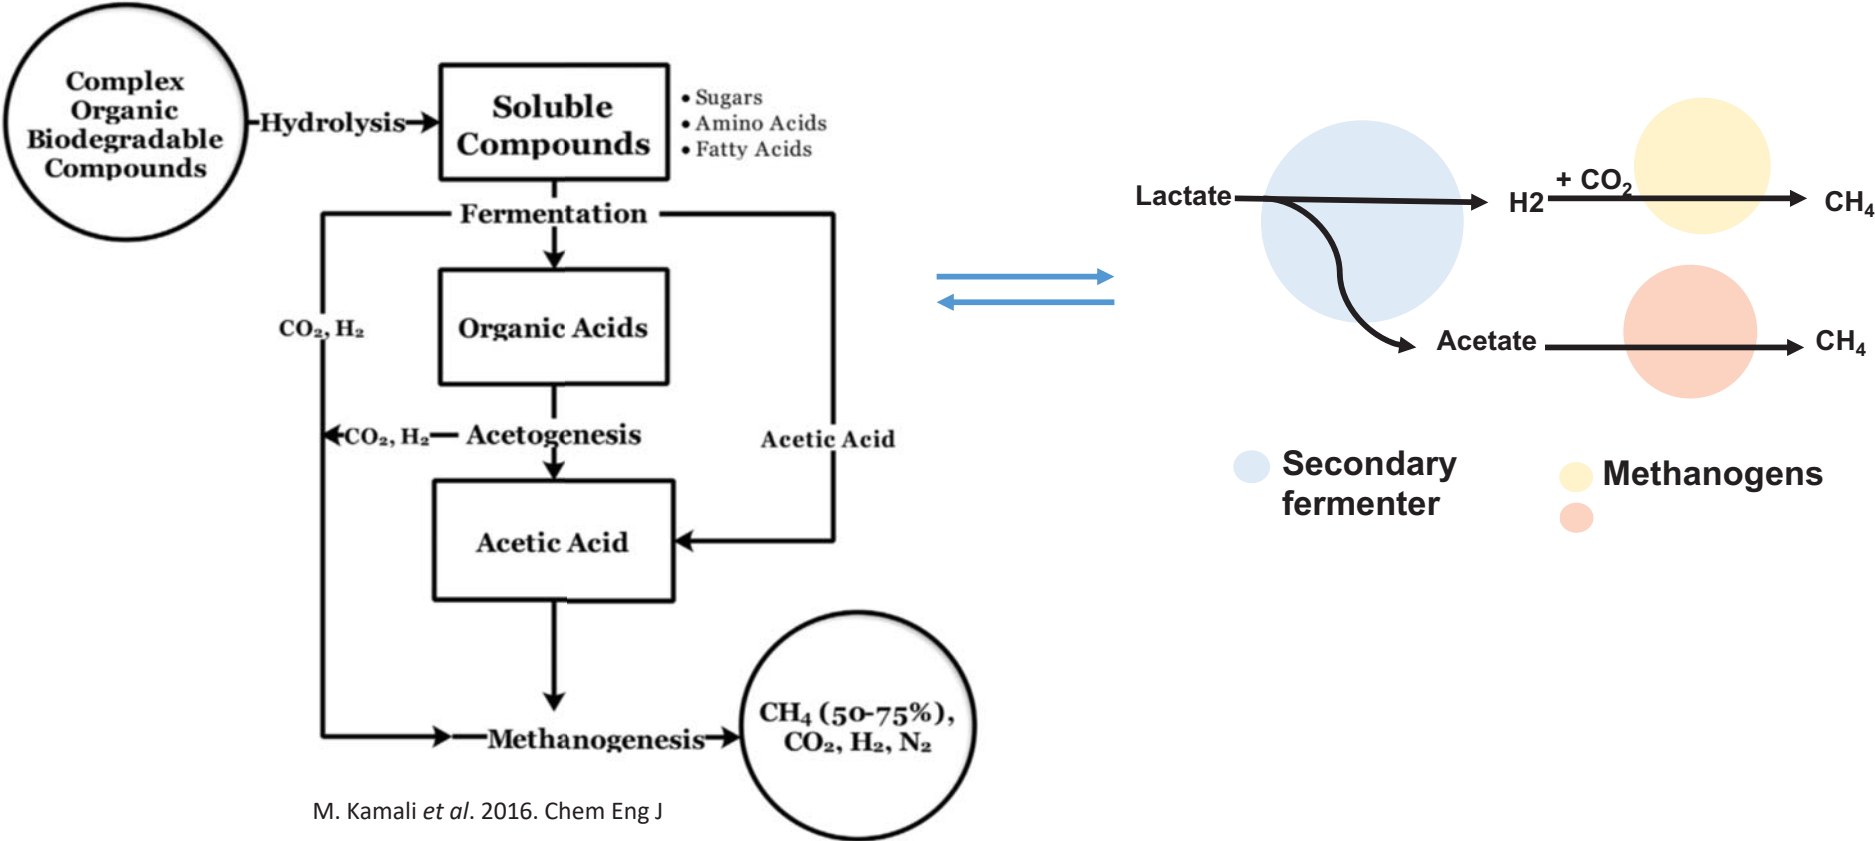 Complex
Organic
Biodegradable
Compounds
Hydrolysis
Soluble
Compounds
• Sugars
• Amino Acids
• Fatty Acids
Fermentation
CO₂, H₂
Organic Acids
CO₂, H₂
Acetogenesis
Acetic Acid
Acetic Acid
Methanogenesis
CH₄ (50-75%),
CO₂, H₂, N₂
M. Kamali et al. 2016. Chem Eng J
Lactate
H2
+ CO₂
CH₄
Acetate
CH₄
Secondary
fermenter
Methanogens